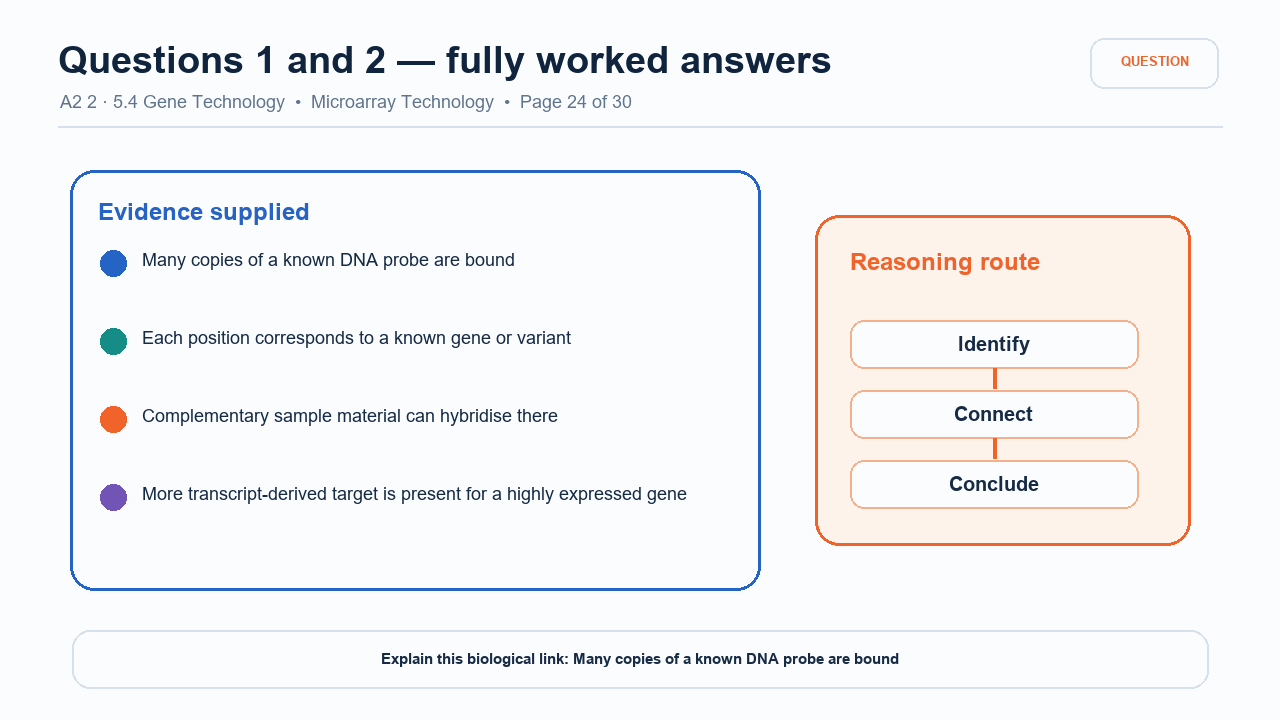 Questions 1 and 2 — fully worked answers
QUESTION
A2 2 · 5.4 Gene Technology • Microarray Technology • Page 24 of 30
Evidence supplied
Many copies of a known DNA probe are bound
Each position corresponds to a known gene or variant
Complementary sample material can hybridise there
More transcript-derived target is present for a highly expressed gene
Reasoning route
Identify
Connect
Conclude
Explain this biological link: Many copies of a known DNA probe are bound